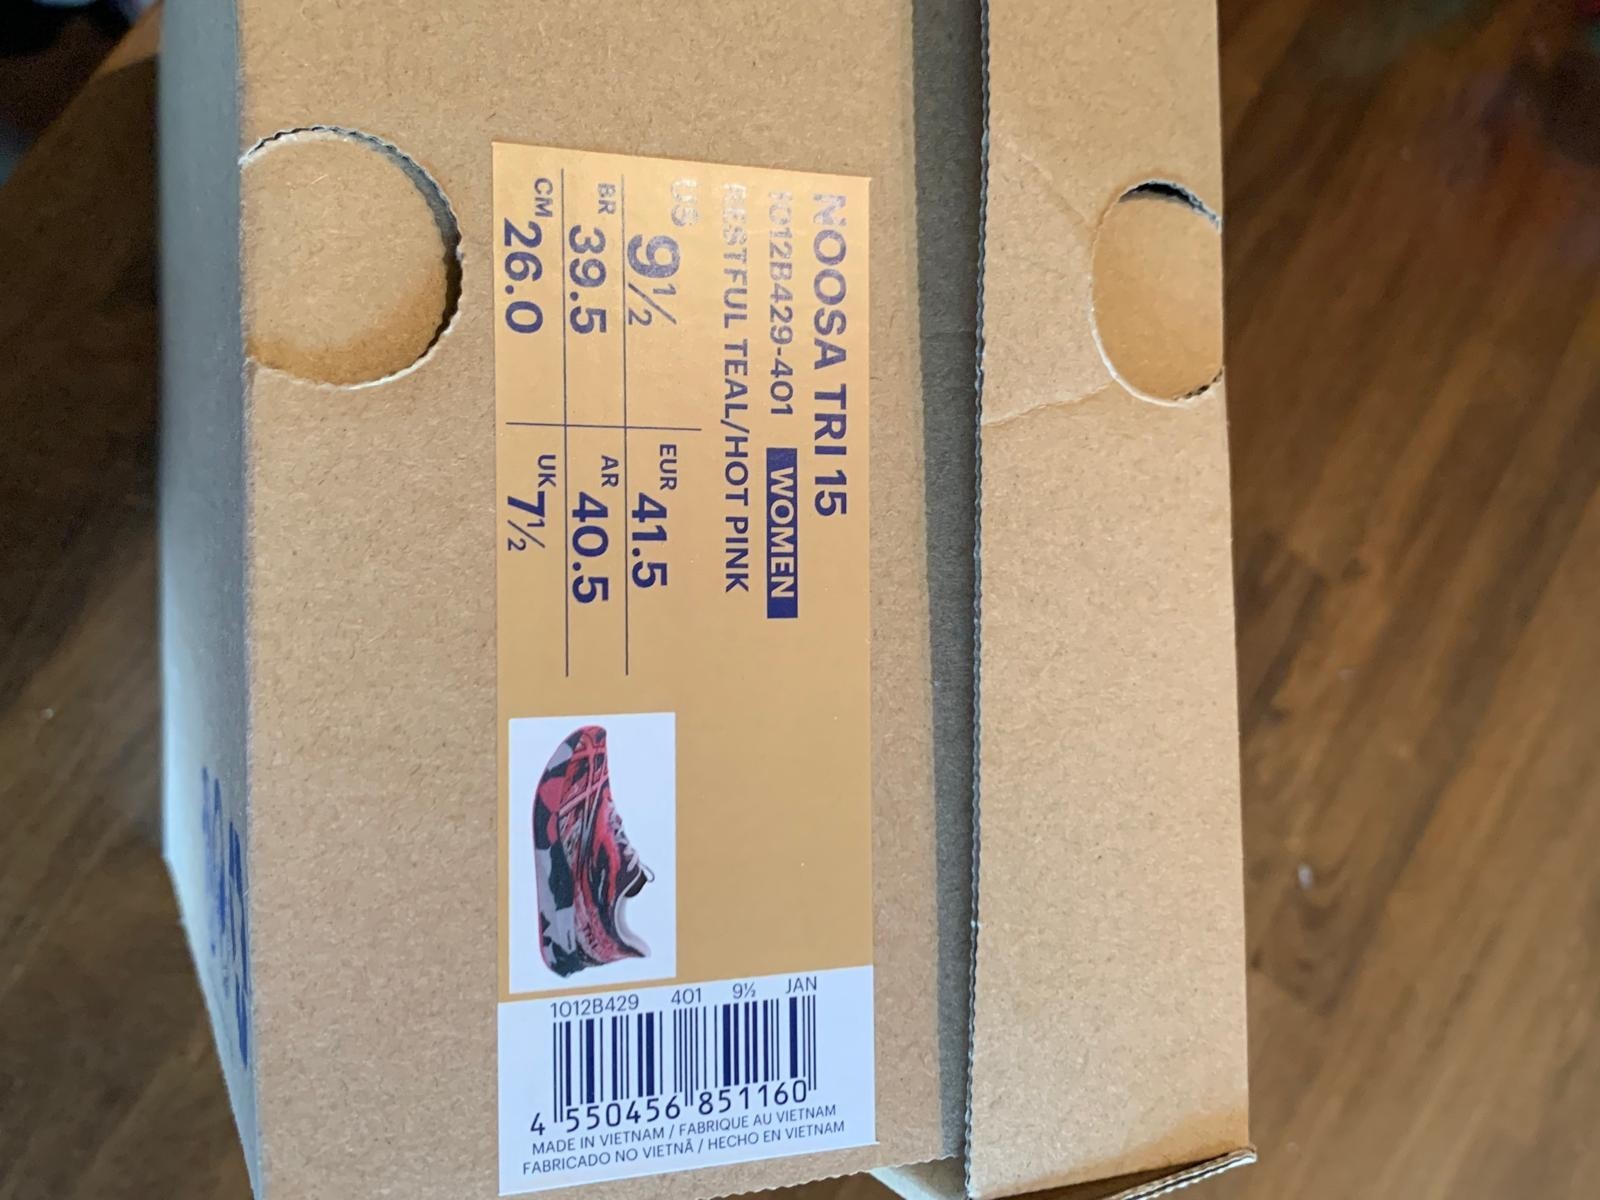 NOOSA TRI 15
1012B429-401 WOMEN
RESTFUL TEAL/HOT PINK
US 9½ EUR 41.5
BR 39.5 AR 40.5
CM 26.0 UK 7½
1012B429 401 9½ JAN
4 550456 851160
MADE IN VIETNAM / FABRIQUE AU VIETNAM
FABRICADO NO VIETNÃ / HECHO EN VIETNAM